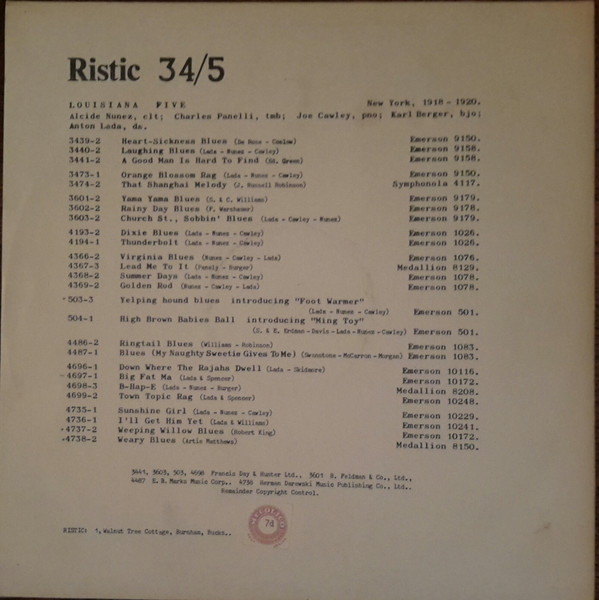 Ristic 34/5
LOUISIANA FIVE New York, 1918 - 1920.
Alcide Nunez, clt; Charles Panelli, tmb; Joe Cawley, pno; Karl Berger, bjo;
Anton Lada, ds.
3439-2 Heart-Sickness Blues (De Rose - Conlow) Emerson 9150.
3440-2 Laughing Blues (Lada - Nunez - Cawley) Emerson 9158.
3441-2 A Good Man Is Hard To Find (Ed. Green) Emerson 9158.
3473-1 Orange Blossom Rag (Lada - Nunez - Cawley) Emerson 9150.
3474-2 That Shanghai Melody (J. Russell Robinson) Symphonola 4117.
3601-2 Yama Yama Blues (S. & C. Williams) Emerson 9179.
3602-2 Rainy Day Blues (F. Warshauer) Emerson 9178.
3603-2 Church St., Sobbin' Blues (Lada - Cawley - Nunez) Emerson 9179.
4193-2 Dixie Blues (Lada - Nunez - Cawley) Emerson 1026.
4194-1 Thunderbolt (Lada - Nunez - Cawley) Emerson 1026.
4366-2 Virginia Blues (Nunez - Cawley - Lada) Emerson 1076.
4367-3 Lead Me To It (Panely - Burger) Medallion 8129.
4368-2 Summer Days (Lada - Nunez - Cawley) Emerson 1078.
4369-2 Golden Rod (Nunez - Cawley - Lada) Emerson 1078.
503-3 Yelping hound blues introducing "Foot Warmer"
(Lada - Nunez - Cawley) Emerson 501.
504-1 High Brown Babies Ball introducing "Ming Toy"
(S. & E. Erdman-Davis-Lada-Nunez-Cawley) Emerson 501.
4486-2 Ringtail Blues (Williams - Robinson) Emerson 1083.
4487-1 Blues (My Naughty Sweetie Gives To Me) (Swanstone-McCarron-Morgan) Emerson 1083.
4696-1 Down Where The Rajahs Dwell (Lada - Skidmore) Emerson 10116.
4697-1 Big Fat Ma (Lada & Spencer) Emerson 10172.
4698-3 B-Hap-E (Lada - Nunez - Burger) Medallion 8208.
4699-2 Town Topic Rag (Lada & Spencer) Emerson 10248.
4735-1 Sunshine Girl (Lada - Nunez - Cawley) Emerson 10229.
4736-1 I'll Get Him Yet (Lada & Williams) Emerson 10241.
4737-2 Weeping Willow Blues (Robert King) Emerson 10172.
4738-2 Weary Blues (Artie Matthews) Medallion 8150.
3441, 3603, 503, 4698 Francis Day & Hunter Ltd., 3601 B. Feldman & Co., Ltd.,
4487 E. B. Marks Music Corp., 4738 Herman Darewski Music Publishing Co., Ltd..
Remainder Copyright Control.
74
RISTIC: 1, Walnut Tree Cottage, Burnham, Bucks..